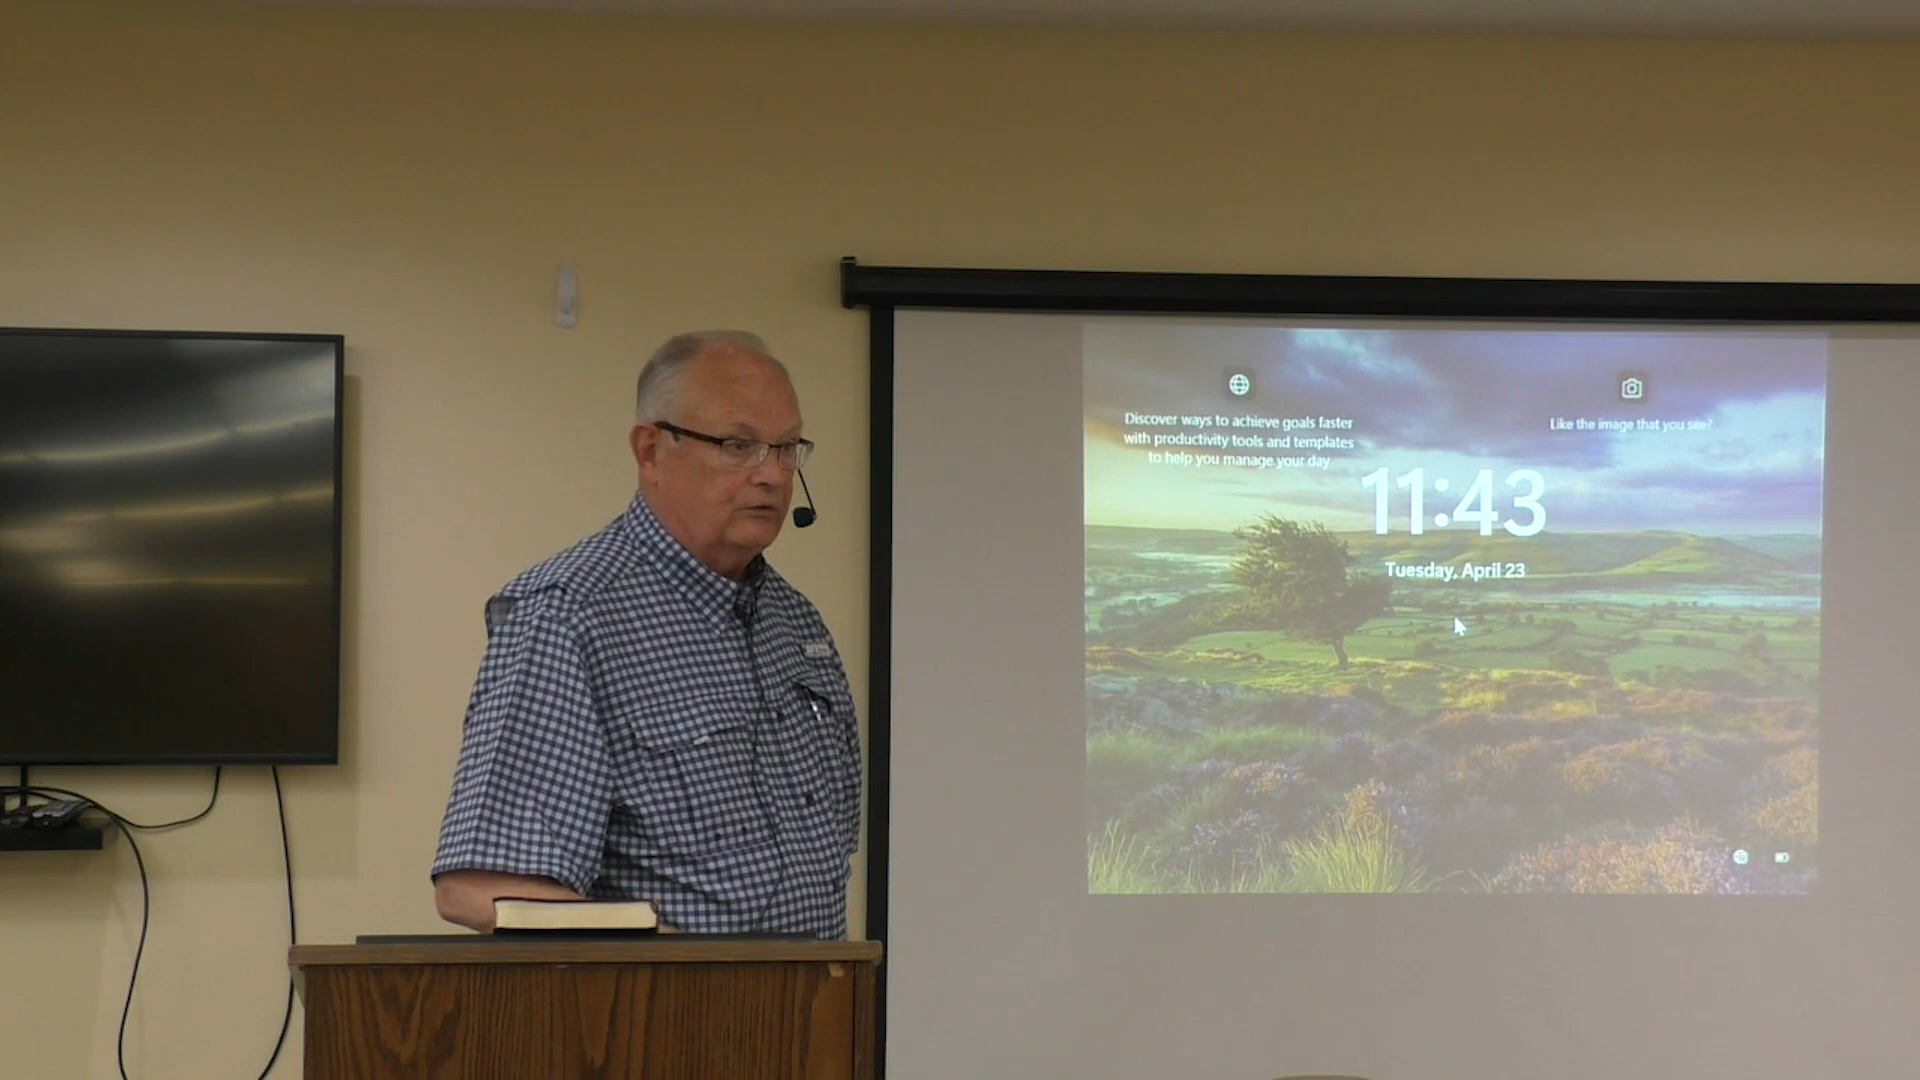 Discover ways to achieve goals faster
with productivity tools and templates
to help you manage your day
Like the image that you see?
11:43
Tuesday, April 23